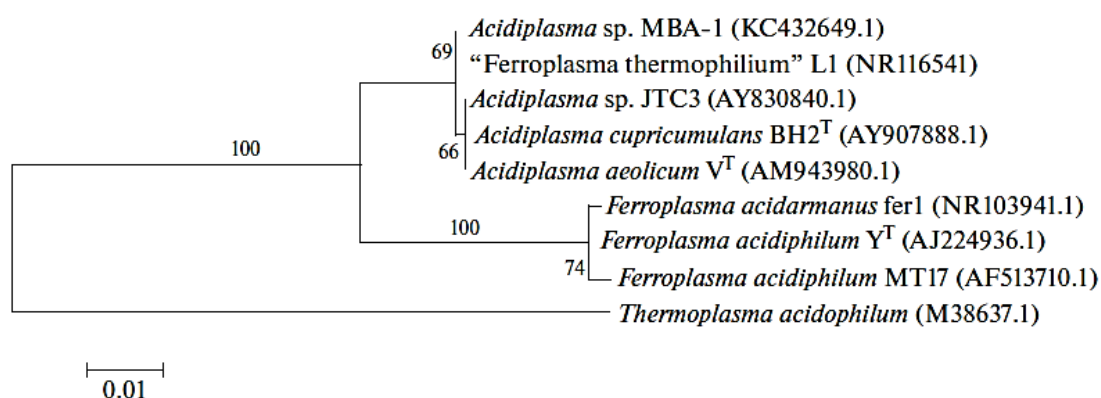 Acidiplasma sp. MBA-1 (KC432649.1)
69
“Ferroplasma thermophilium” L1 (NR116541)
Acidiplasma sp. JTC3 (AY830840.1)
100
Acidiplasma cupricumulans BH2ᵀ (AY907888.1)
66
Acidiplasma aeolicum Vᵀ (AM943980.1)
Ferroplasma acidarmanus fer1 (NR103941.1)
100
Ferroplasma acidiphilum Yᵀ (AJ224936.1)
74
Ferroplasma acidiphilum MT17 (AF513710.1)
Thermoplasma acidophilum (M38637.1)
0.01